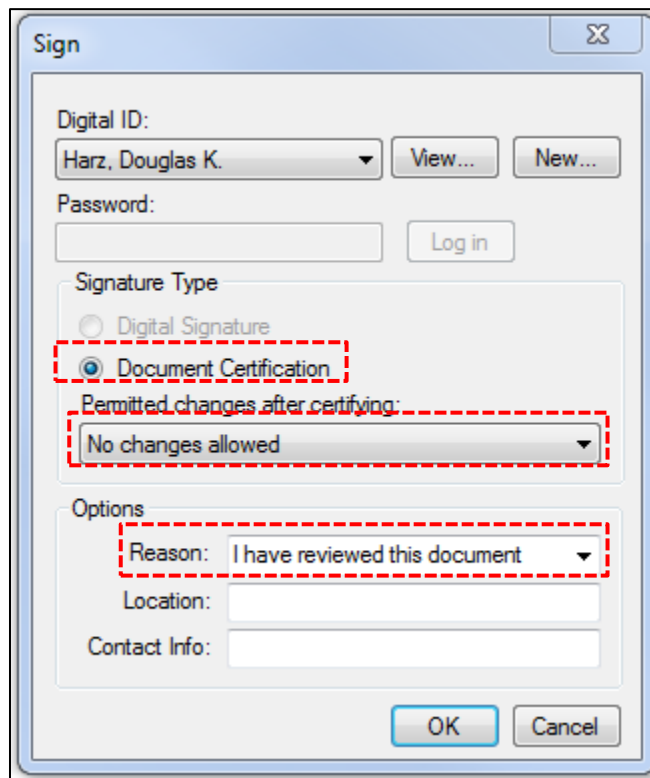 Sign
Digital ID:
Harz, Douglas K.
View...
New...
Password:
Log in
Signature Type
Digital Signature
Document Certification
Permitted changes after certifying:
No changes allowed
Options
Reason: I have reviewed this document
Location:
Contact Info:
OK
Cancel